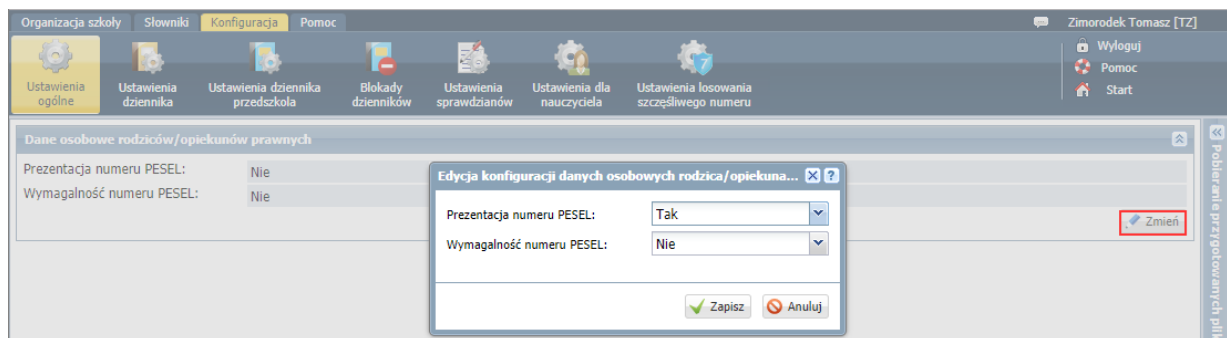 Organizacja szkoły Słowniki Konfiguracja Pomoc Zimorodek Tomasz [TZ]
Ustawienia ogólne
Ustawienia dziennika
Ustawienia dziennika przedszkola
Blokady dzienników
Ustawienia sprawdzianów
Ustawienia dla nauczyciela
7
Ustawienia losowania szczęśliwego numeru
Wyloguj
Pomoc
Start
Dane osobowe rodziców/opiekunów prawnych
Prezentacja numeru PESEL: Nie
Wymagalność numeru PESEL: Nie
Zmień
Edycja konfiguracji danych osobowych rodzica/opiekuna...
Prezentacja numeru PESEL: Tak
Wymagalność numeru PESEL: Nie
Zapisz Anuluj
Pobieranie przygotowanych